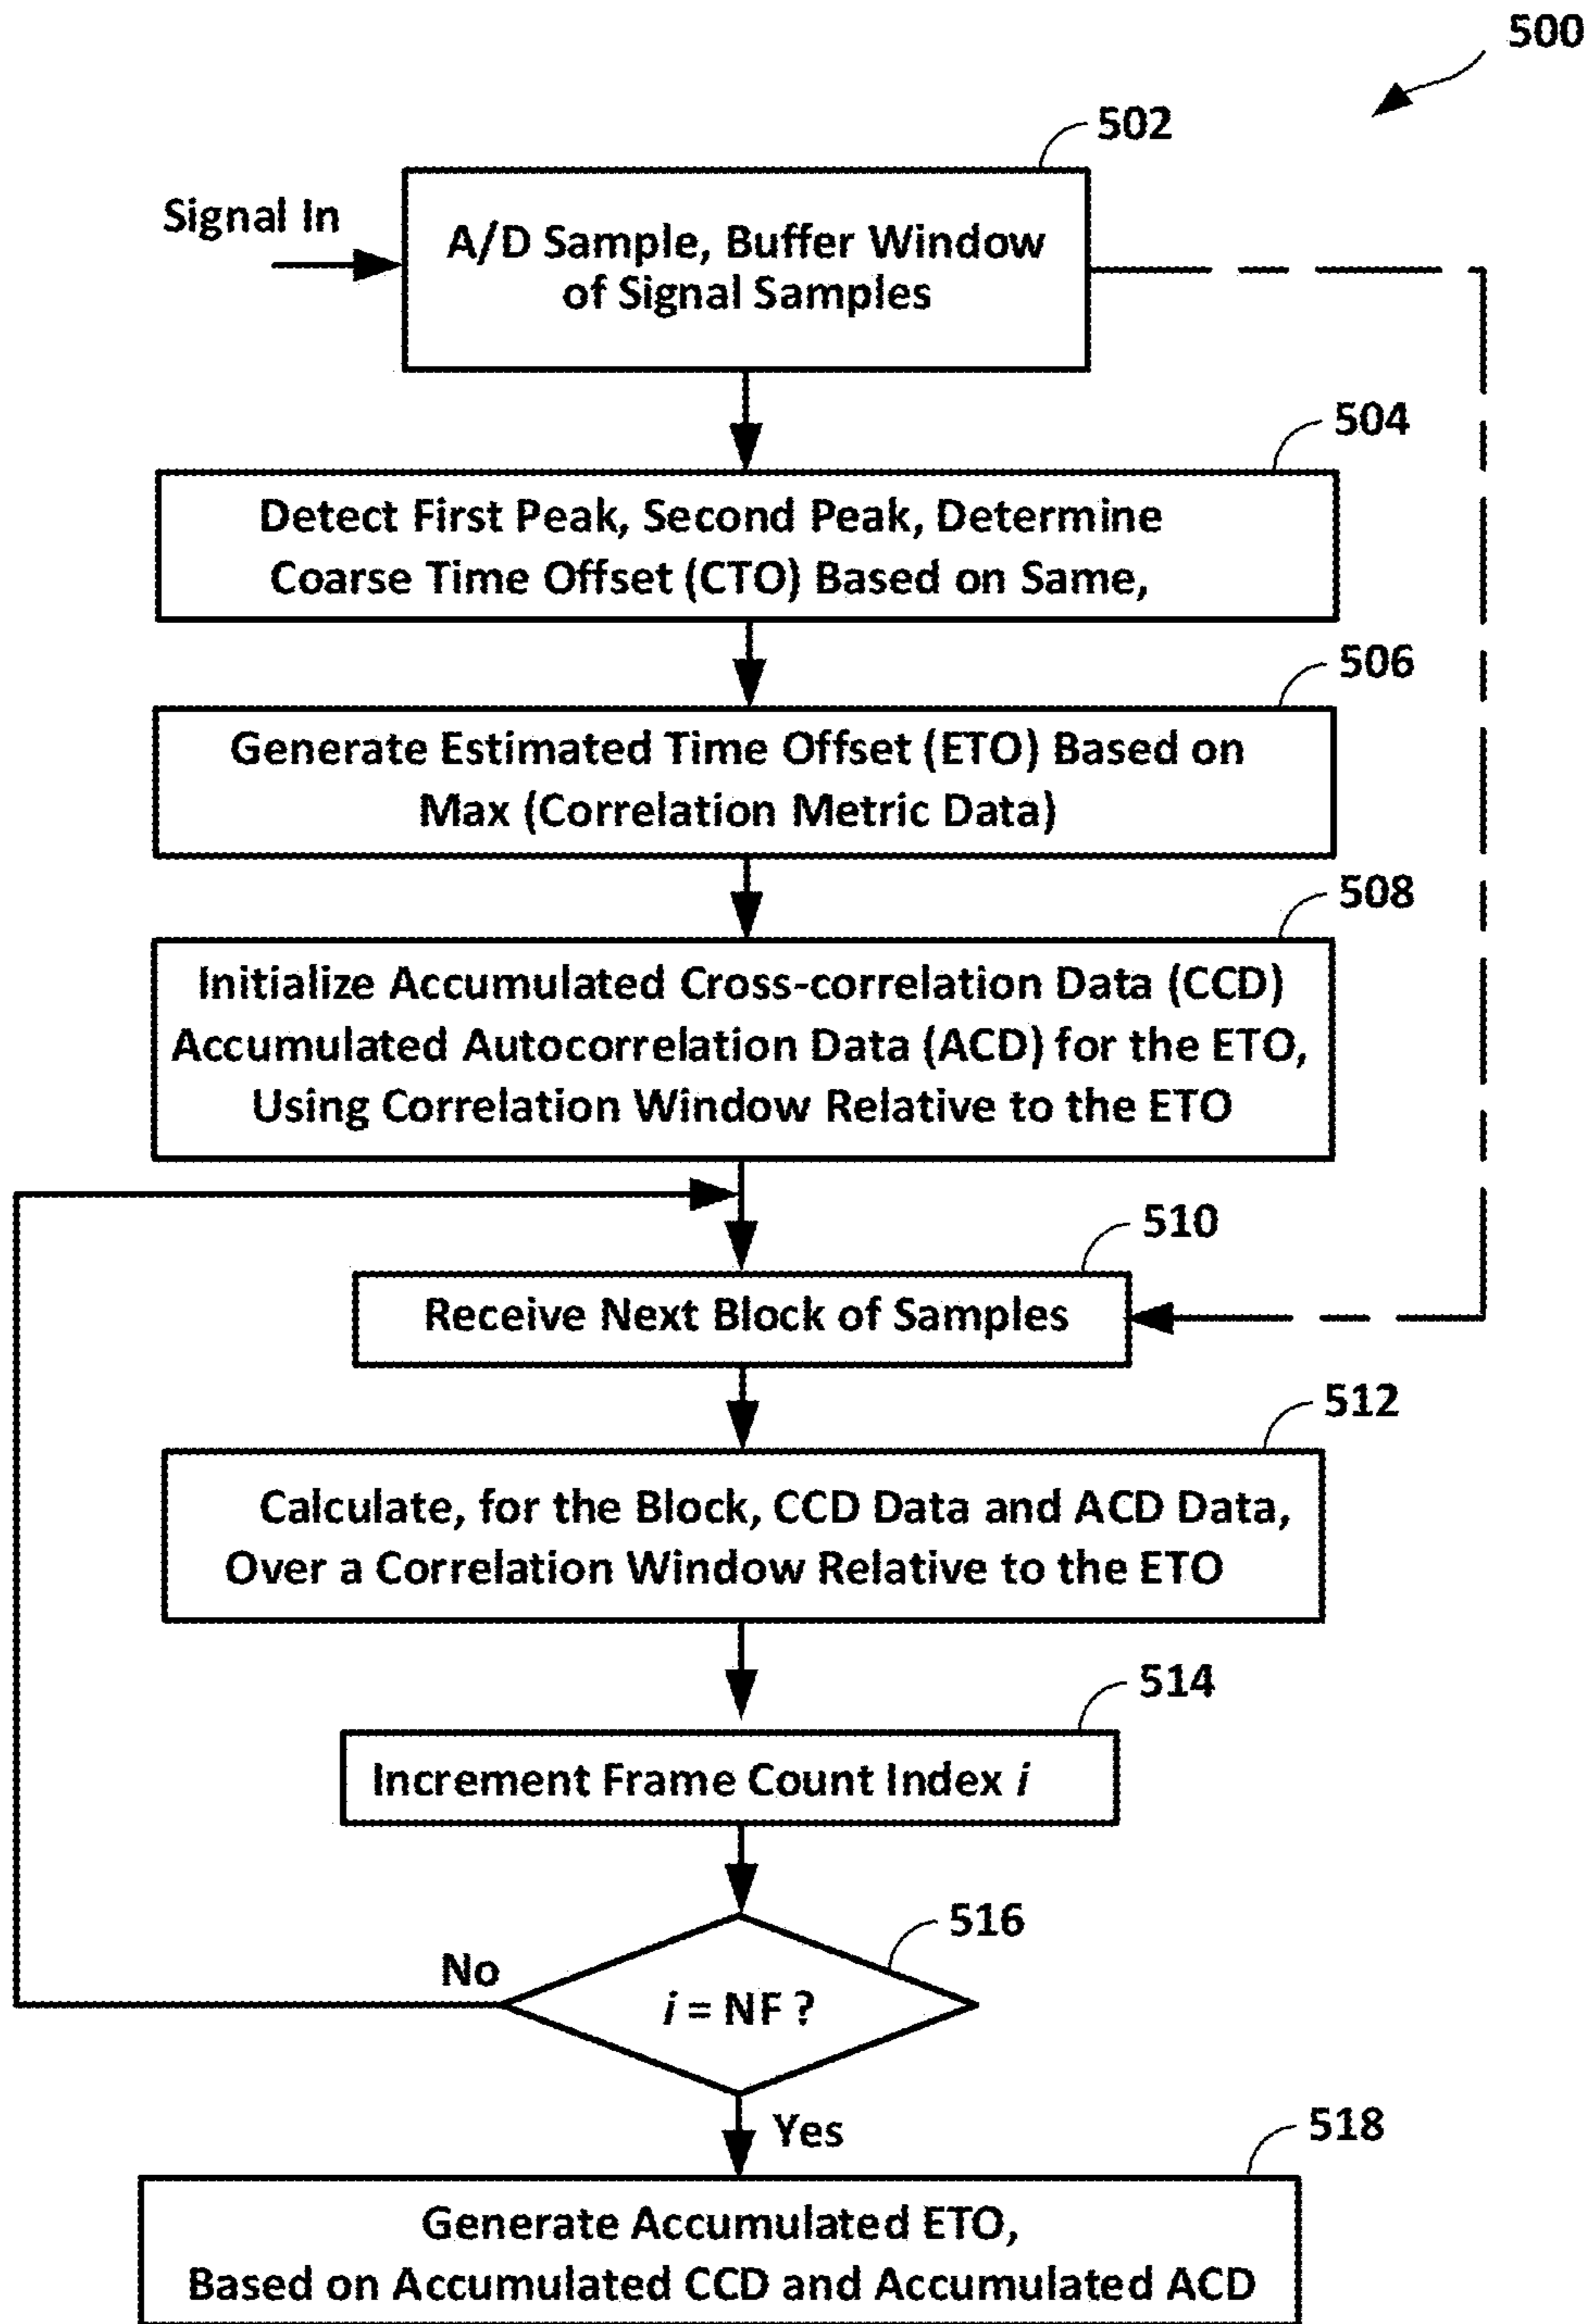 500
502
Signal In
A/D Sample, Buffer Window
of Signal Samples
504
Detect First Peak, Second Peak, Determine
Coarse Time Offset (CTO) Based on Same,
506
Generate Estimated Time Offset (ETO) Based on
Max (Correlation Metric Data)
508
Initialize Accumulated Cross-correlation Data (CCD)
Accumulated Autocorrelation Data (ACD) for the ETO,
Using Correlation Window Relative to the ETO
510
Receive Next Block of Samples
512
Calculate, for the Block, CCD Data and ACD Data,
Over a Correlation Window Relative to the ETO
514
Increment Frame Count Index i
516
No
i = NF ?
Yes
518
Generate Accumulated ETO,
Based on Accumulated CCD and Accumulated ACD